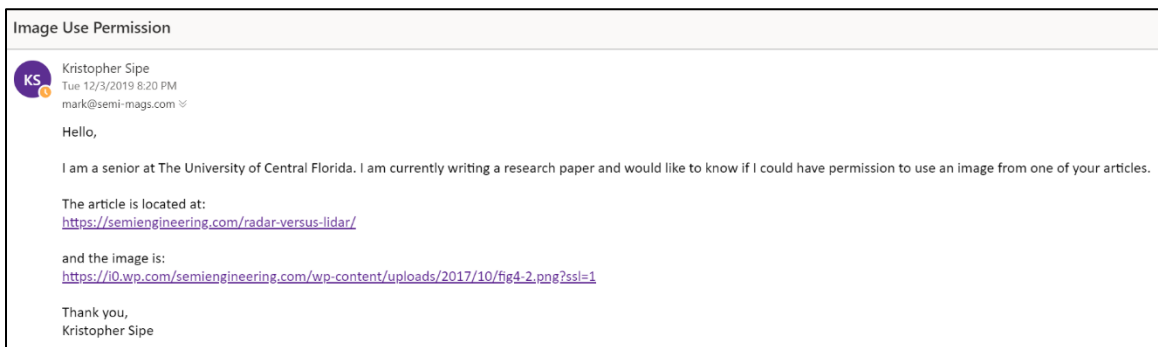 Image Use Permission
KS
Kristopher Sipe
Tue 12/3/2019 8:20 PM
mark@semi-mags.com
Hello,
I am a senior at The University of Central Florida. I am currently writing a research paper and would like to know if I could have permission to use an image from one of your articles.
The article is located at:
https://semiengineering.com/radar-versus-lidar/
and the image is:
https://i0.wp.com/semiengineering.com/wp-content/uploads/2017/10/fig4-2.png?ssl=1
Thank you,
Kristopher Sipe